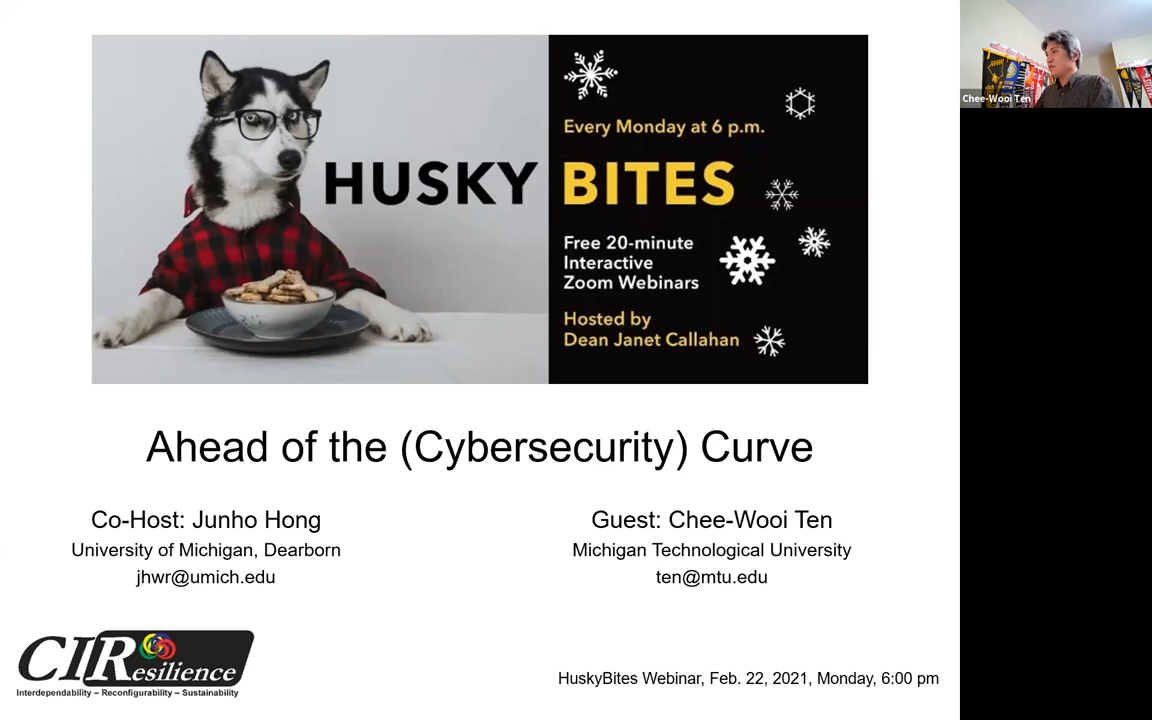 Every Monday at 6 p.m.
HUSKY BITES
Free 20-minute
Interactive
Zoom Webinars
Hosted by
Dean Janet Callahan
Chee-Wooi Ten
Ahead of the (Cybersecurity) Curve
Co-Host: Junho Hong
University of Michigan, Dearborn
jhwr@umich.edu
Guest: Chee-Wooi Ten
Michigan Technological University
ten@mtu.edu
CIResilience
Interdependability – Reconfigurability – Sustainability
HuskyBites Webinar, Feb. 22, 2021, Monday, 6:00 pm